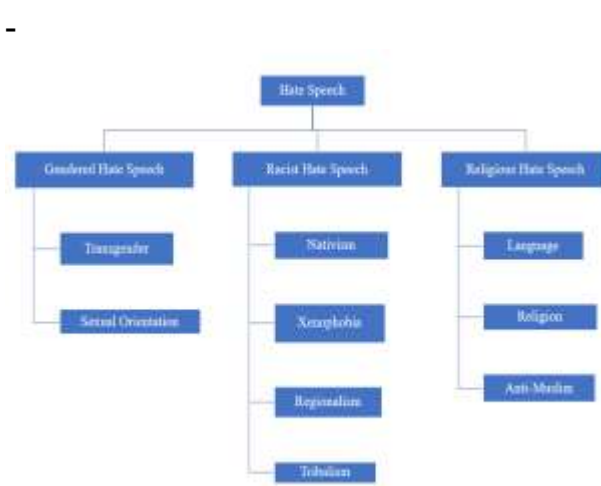 -
Hate Speech
Gendered Hate Speech
Racist Hate Speech
Religious Hate Speech
Transgender
Sexual Orientation
Nativism
Xenophobia
Regionalism
Tribalism
Language
Religion
Anti-Muslim